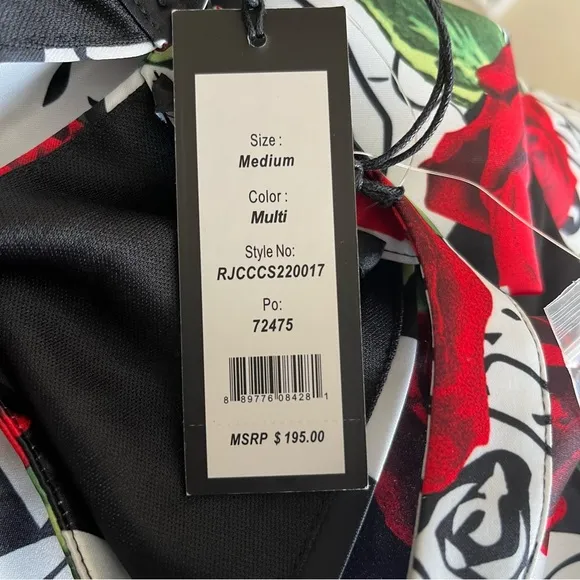 Size :
Medium
Color :
Multi
Style No:
RJCCCS220017
Po:
72475
8 89776 08428 1
MSRP $ 195.00